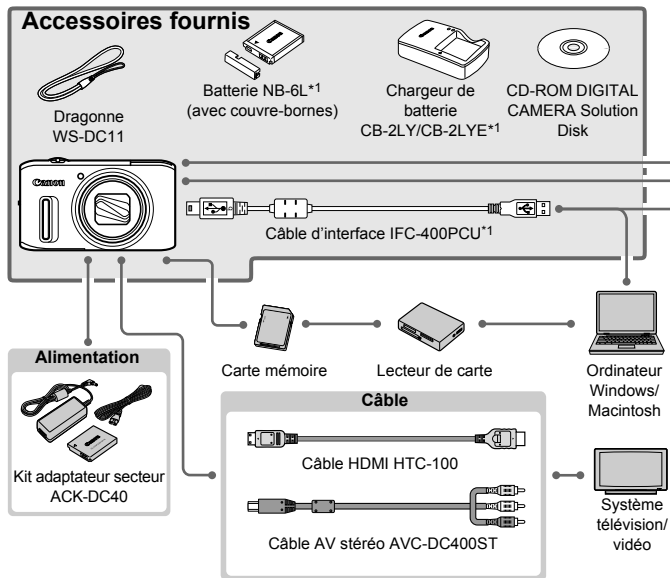 Accessoires fournis
Dragonne
WS-DC11
Batterie NB-6L*1
(avec couvre-bornes)
Chargeur de
batterie
CB-2LY/CB-2LYE*1
CD-ROM DIGITAL
CAMERA Solution
Disk
Canon
Câble d’interface IFC-400PCU*1
Carte mémoire
Lecteur de carte
Ordinateur
Windows/
Macintosh
Alimentation
Kit adaptateur secteur
ACK-DC40
Câble
Câble HDMI HTC-100
Câble AV stéréo AVC-DC400ST
Système
télévision/
vidéo